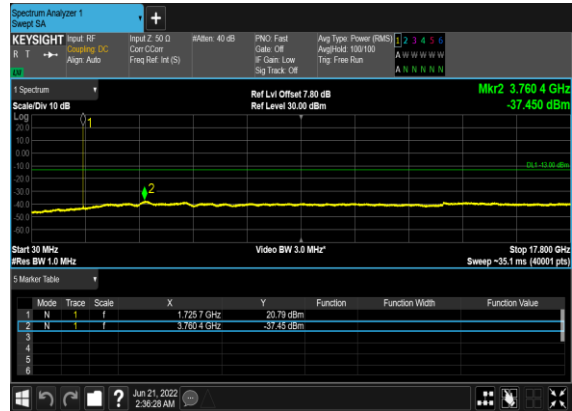 Spectrum Analyzer 1
Swept SA
+
KEYSIGHT Input: RF Input Z: 50 Ω #Atten: 40 dB PNO: Fast Avg Type: Power (RMS) 1 2 3 4 5 6
R T Coupling: DC Corr CCorr Gate: Off Avg|Hold: 100/100 A W W W W W
Align: Auto Freq Ref: Int (S) IF Gain: Low Trig: Free Run
LW Sig Track: Off A N N N N N
1 Spectrum Ref Lvl Offset 7.80 dB Mkr2 3.760 4 GHz
Scale/Div 10 dB Ref Level 30.00 dBm -37.450 dBm
Log
20.0
10.0
0.00
-10.0
-20.0
-30.0
-40.0
-50.0
-60.0
1
DL1 -13.00 dBm
2
Start 30 MHz Video BW 3.0 MHz* Stop 17.800 GHz
#Res BW 1.0 MHz Sweep ~35.1 ms (40001 pts)
5 Marker Table
Mode Trace Scale X Y Function Function Width Function Value
1 N 1 f 1.725 7 GHz 20.79 dBm
2 N 1 f 3.760 4 GHz -37.45 dBm
3
4
5
6
? Jun 21, 2022
2:36:28 AM